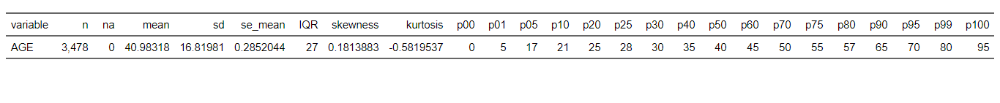 variable n na mean sd se_mean IQR skewness kurtosis p00 p01 p05 p10 p20 p25 p30 p40 p50 p60 p70 p75 p80 p90 p95 p99 p100
AGE 3,478 0 40.98318 16.81981 0.2852044 27 0.1813883 -0.5819537 0 5 17 21 25 28 30 35 40 45 50 55 57 65 70 80 95